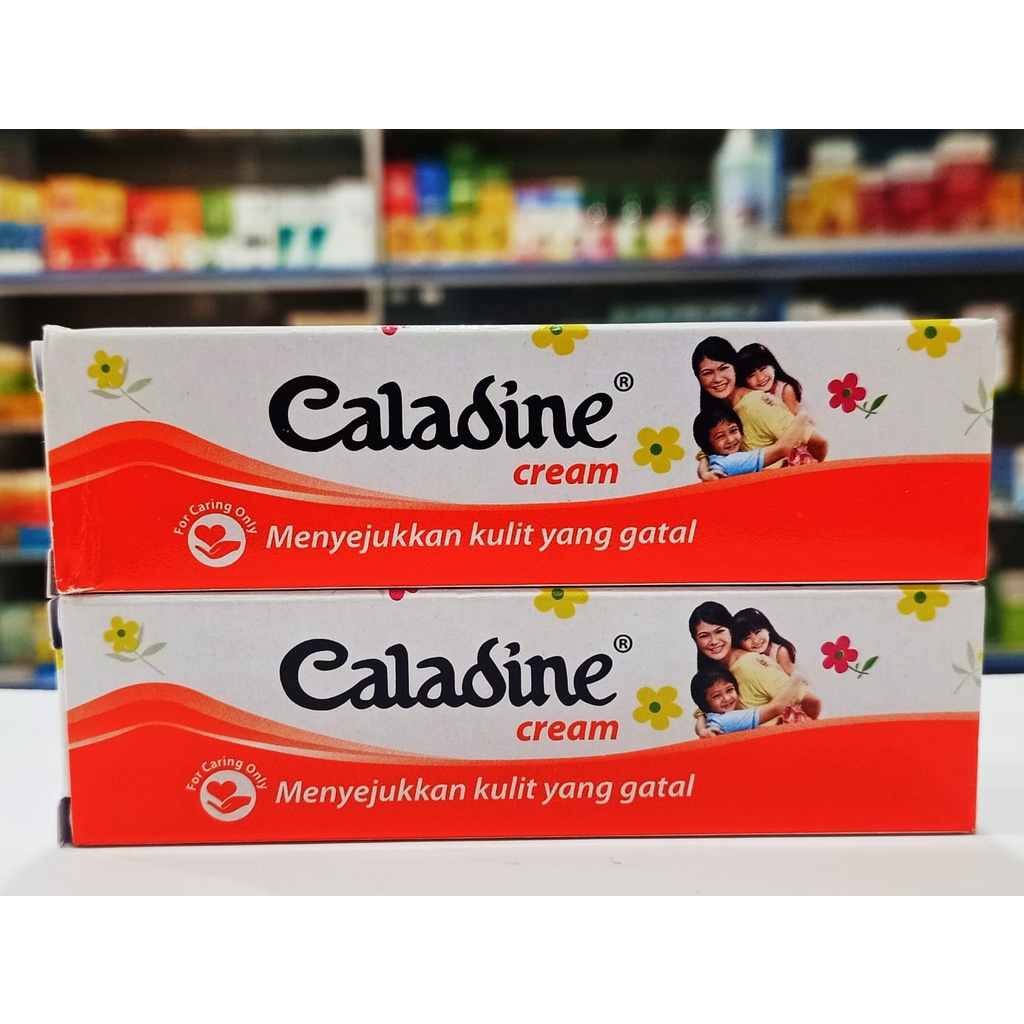 Caladine®
cream
For Caring Only
Menyejukkan kulit yang gatal
Caladine®
cream
For Caring Only
Menyejukkan kulit yang gatal